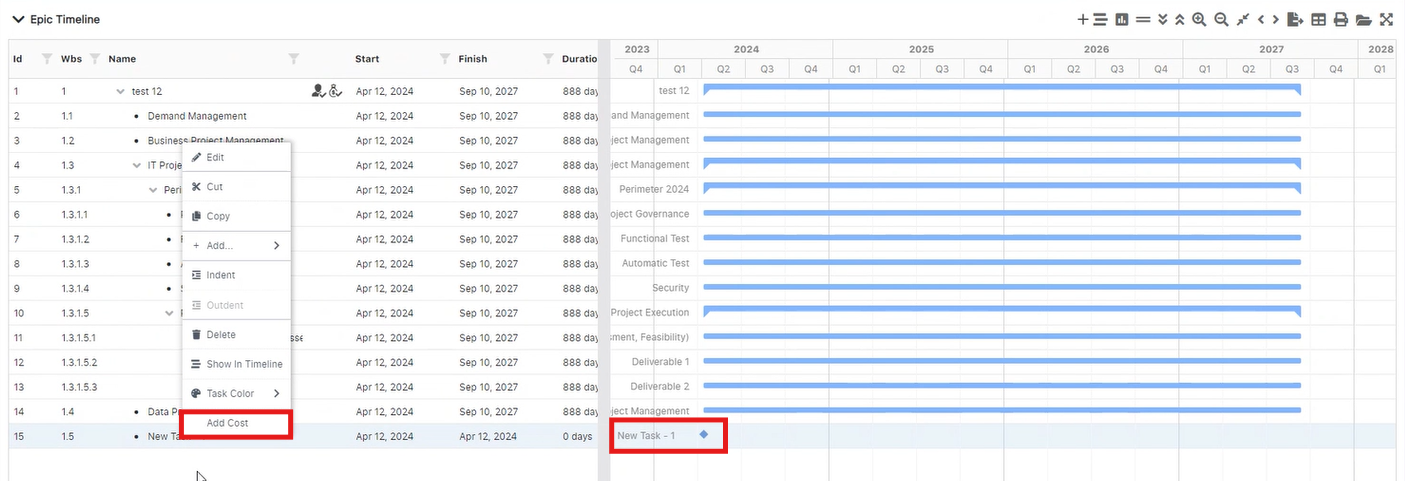 Epic Timeline
Id Wbs Name Start Finish Duratio
2023 2024 2025 2026 2027 2028
Q4 Q1 Q2 Q3 Q4 Q1 Q2 Q3 Q4 Q1 Q2 Q3 Q4 Q1 Q2 Q3 Q1
1 1 test 12 Apr 12, 2024 Sep 10, 2027 888 day test 12
2 1.1 Demand Management Apr 12, 2024 Sep 10, 2027 888 day and Management
3 1.2 Business Project Management Apr 12, 2024 Sep 10, 2027 888 day ject Management
Edit
4 1.3 IT Proje Apr 12, 2024 Sep 10, 2027 888 day ject Management
Cut
5 1.3.1 Peri Apr 12, 2024 Sep 10, 2027 888 day Perimeter 2024
Copy
6 1.3.1.1 Apr 12, 2024 Sep 10, 2027 888 day oject Governance
Add...
7 1.3.1.2 Apr 12, 2024 Sep 10, 2027 888 day Functional Test
8 1.3.1.3 Apr 12, 2024 Sep 10, 2027 888 day Automatic Test
Indent
9 1.3.1.4 Apr 12, 2024 Sep 10, 2027 888 day Security
Outdent
10 1.3.1.5 Apr 12, 2024 Sep 10, 2027 888 day Project Execution
Delete
11 1.3.1.5.1 sse Apr 12, 2024 Sep 10, 2027 888 day ment, Feasibility)
Show In Timeline
12 1.3.1.5.2 Apr 12, 2024 Sep 10, 2027 888 day Deliverable 1
13 1.3.1.5.3 Apr 12, 2024 Sep 10, 2027 888 day Deliverable 2
Task Color
14 1.4 Data P Apr 12, 2024 Sep 10, 2027 888 day ject Management
Add Cost
15 1.5 New Ta Apr 12, 2024 Apr 12, 2024 0 days New Task - 1